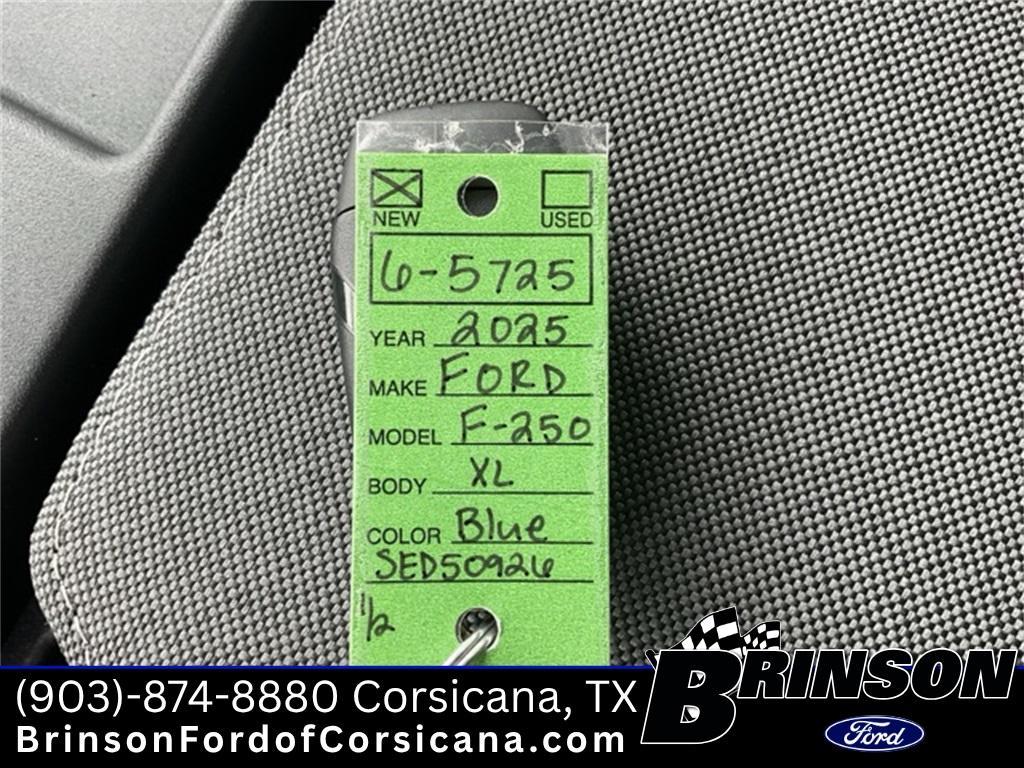 NEW USED
6-5725
YEAR 2025
MAKE FORD
MODEL F-250
BODY XL
COLOR Blue
SED50926
1/2
(903)-874-8880 Corsicana, TX
BrinsonFordofCorsicana.com
BRINSON
Ford